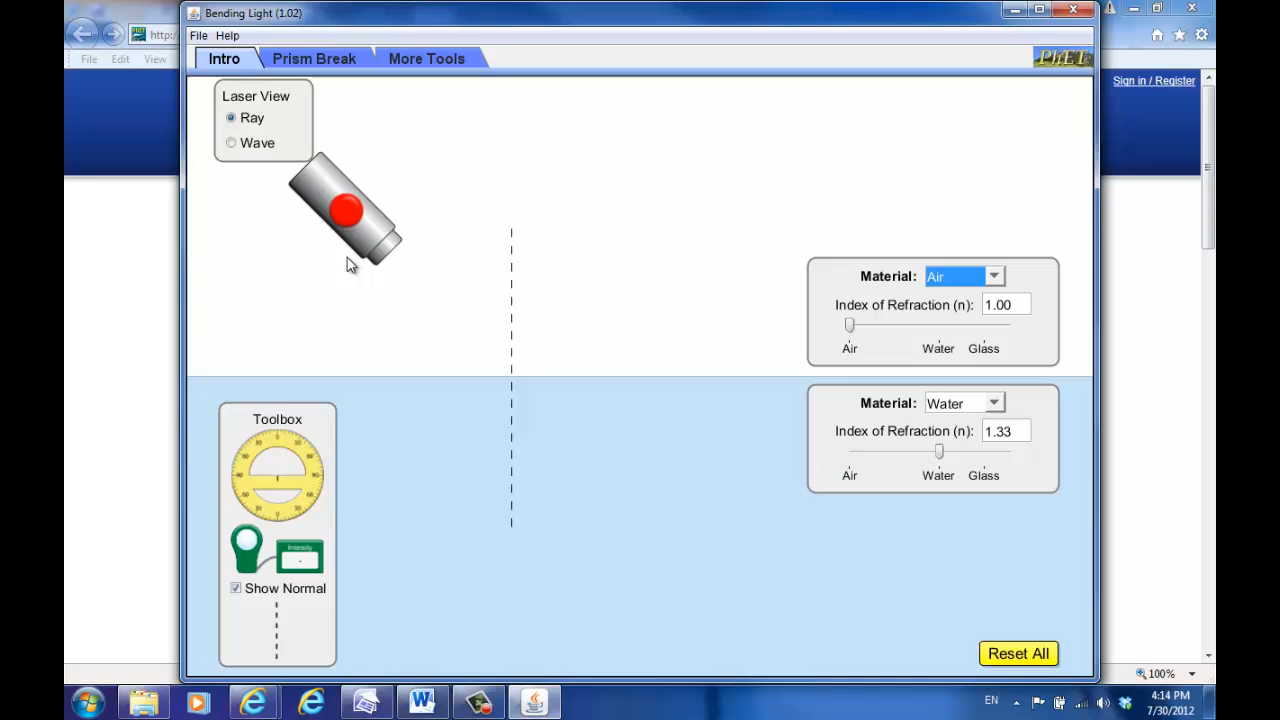 Bending Light (1.02)
http:/
File Help
File Edit View
Intro Prism Break More Tools
PhET
Sign in / Register
Laser View
Ray
Wave
Material: Air
Index of Refraction (n): 1.00
Air Water Glass
Material: Water
Index of Refraction (n): 1.33
Air Water Glass
Toolbox
Intensity
-
Show Normal
Reset All
100%
EN
4:14 PM
7/30/2012